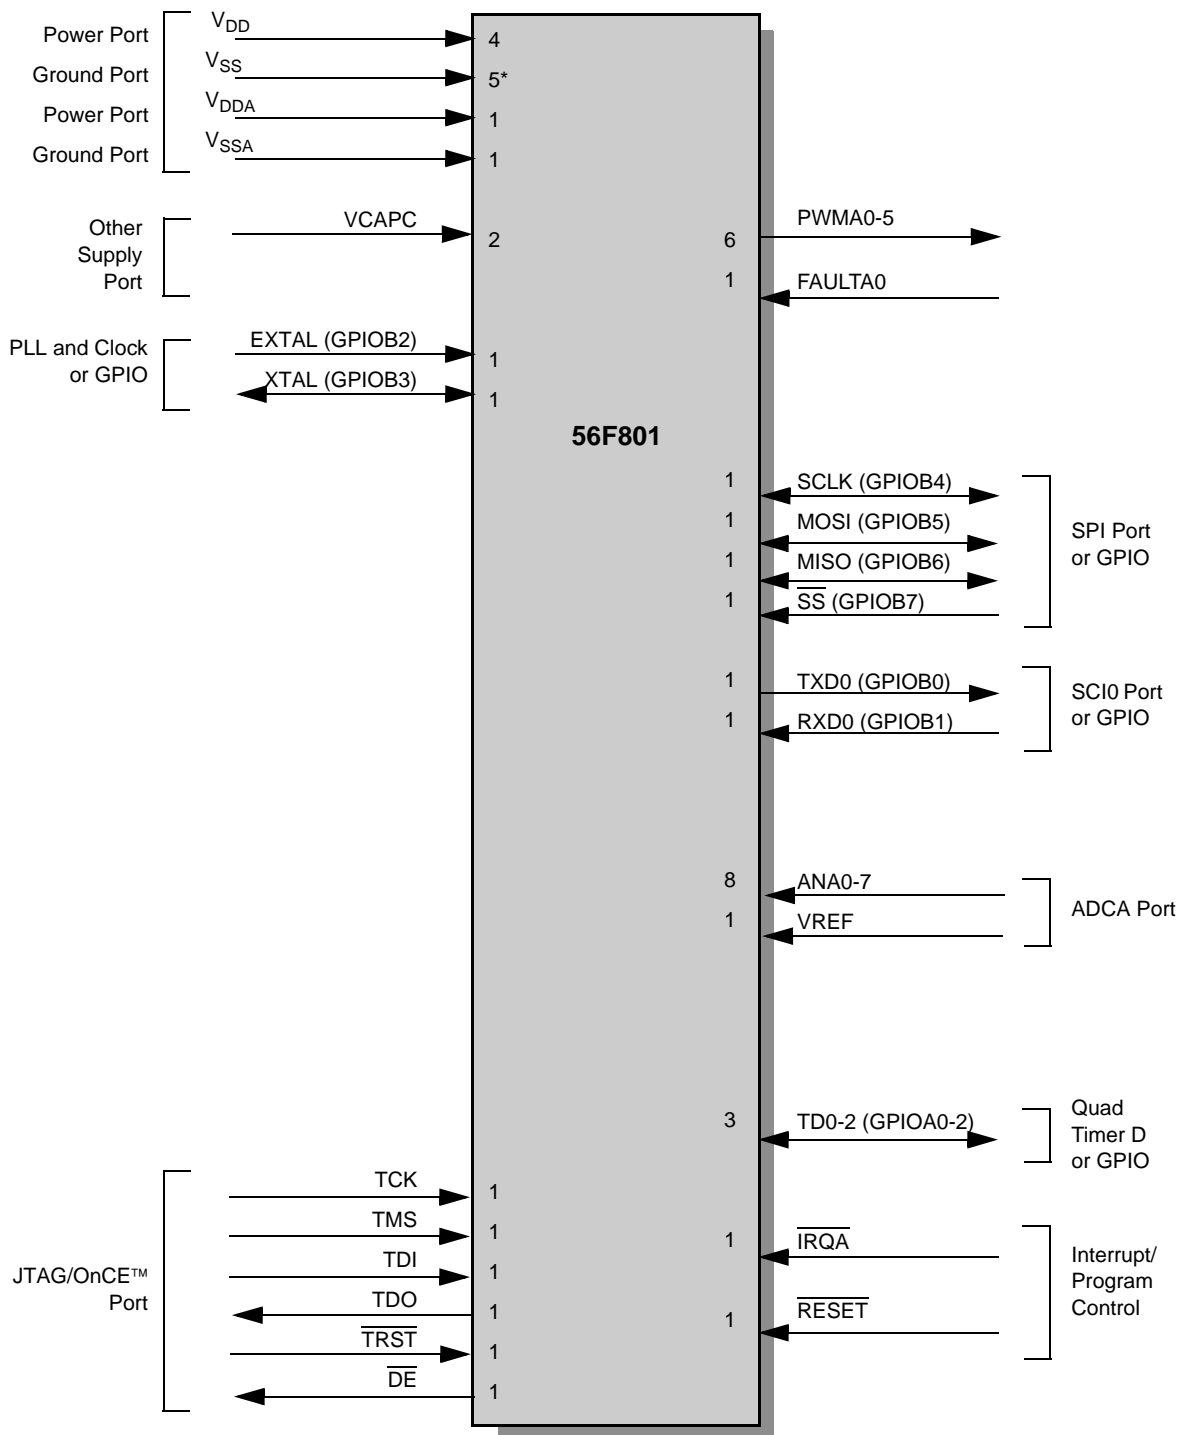 Power Port VDD 4
Ground Port VSS 5*
Power Port VDDA 1
Ground Port VSSA 1
Other
Supply
Port
VCAPC 2
6 PWMA0-5
1 FAULTA0
PLL and Clock
or GPIO
EXTAL (GPIOB2) 1
XTAL (GPIOB3) 1
56F801
1 SCLK (GPIOB4)
1 MOSI (GPIOB5)
1 MISO (GPIOB6)
1 SS (GPIOB7)
SPI Port
or GPIO
1 TXD0 (GPIOB0)
1 RXD0 (GPIOB1)
SCI0 Port
or GPIO
8 ANA0-7
1 VREF
ADCA Port
3 TD0-2 (GPIOA0-2)
Quad
Timer D
or GPIO
JTAG/OnCE™
Port
TCK 1
TMS 1
TDI 1
TDO 1
TRST 1
DE 1
1 IRQA
1 RESET
Interrupt/
Program
Control